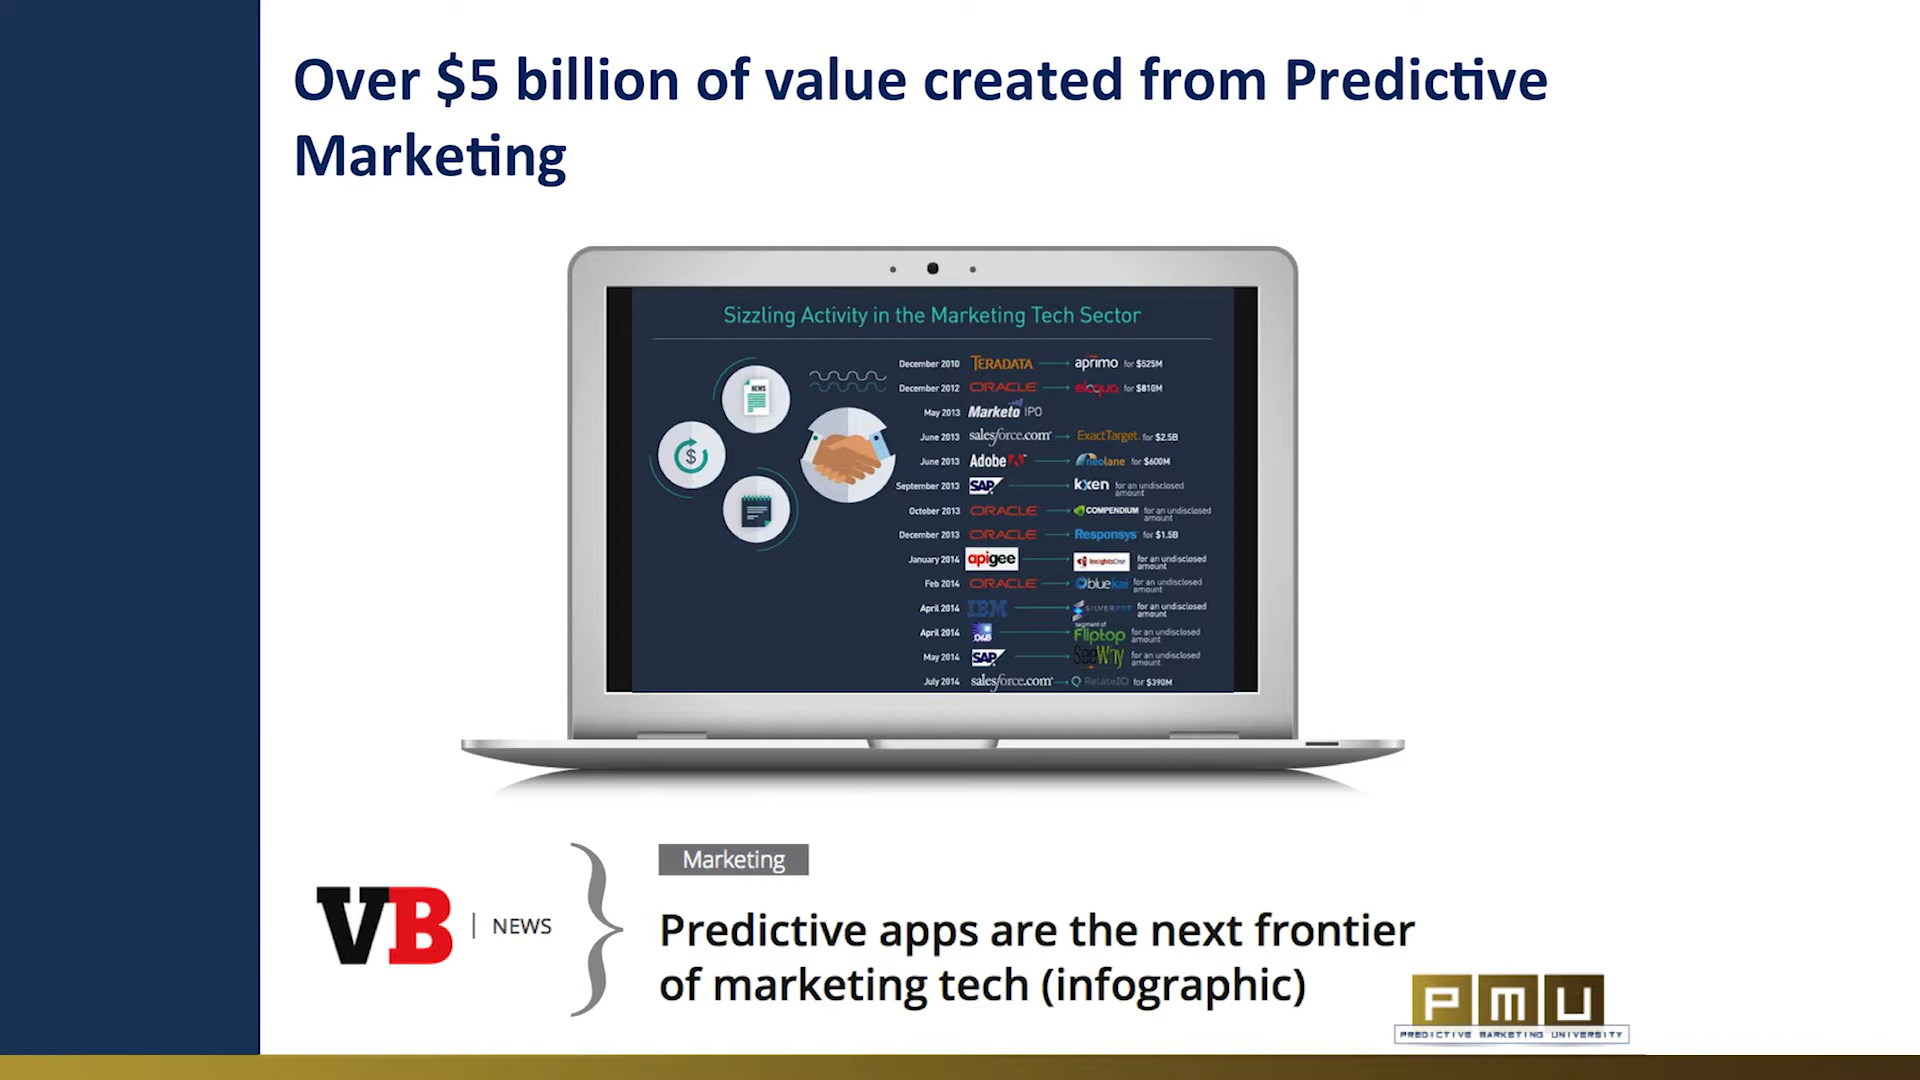 Over $5 billion of value created from Predictive
Marketing
Sizzling Activity in the Marketing Tech Sector
NEWS
$
December 2010 TERADATA aprimo for $525M
December 2012 ORACLE eloqua for $810M
May 2013 Marketo IPO
June 2013 salesforce.com ExactTarget for $2.5B
June 2013 Adobe neolane for $600M
September 2013 SAP kxen for an undisclosed
amount
October 2013 ORACLE COMPENDIUM for an undisclosed
amount
December 2013 ORACLE Responsys for $1.5B
January 2014 apigee InsightsOne for an undisclosed
amount
Feb 2014 ORACLE bluekai for an undisclosed
amount
April 2014 IBM SILVERPOP for an undisclosed
amount
segment of
April 2014 D&B Fliptop for an undisclosed
amount
May 2014 SAP SeeWhy for an undisclosed
amount
July 2014 salesforce.com RelateIQ for $390M
Marketing
VB | NEWS
Predictive apps are the next frontier
of marketing tech (infographic)
PMU
PREDICTIVE MARKETING UNIVERSITY